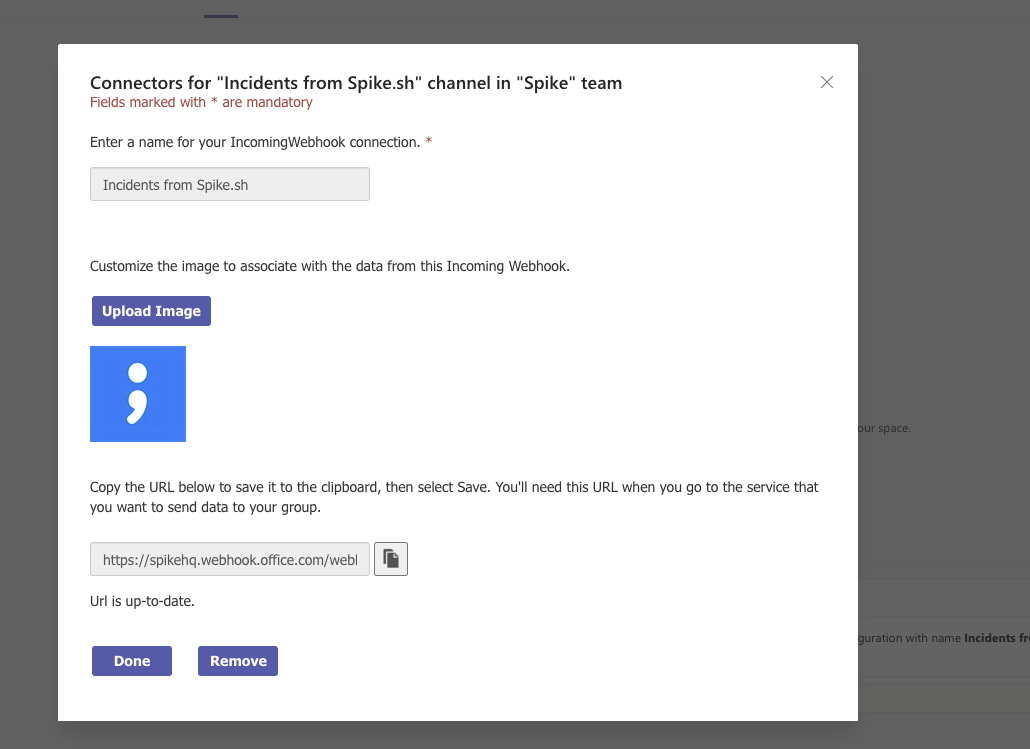 Connectors for "Incidents from Spike.sh" channel in "Spike" team
Fields marked with * are mandatory
Enter a name for your IncomingWebhook connection. *
Incidents from Spike.sh
Customize the image to associate with the data from this Incoming Webhook.
Upload Image
our space.
Copy the URL below to save it to the clipboard, then select Save. You'll need this URL when you go to the service that
you want to send data to your group.
https://spikehq.webhook.office.com/webl
Url is up-to-date.
guration with name Incidents fr
Done
Remove